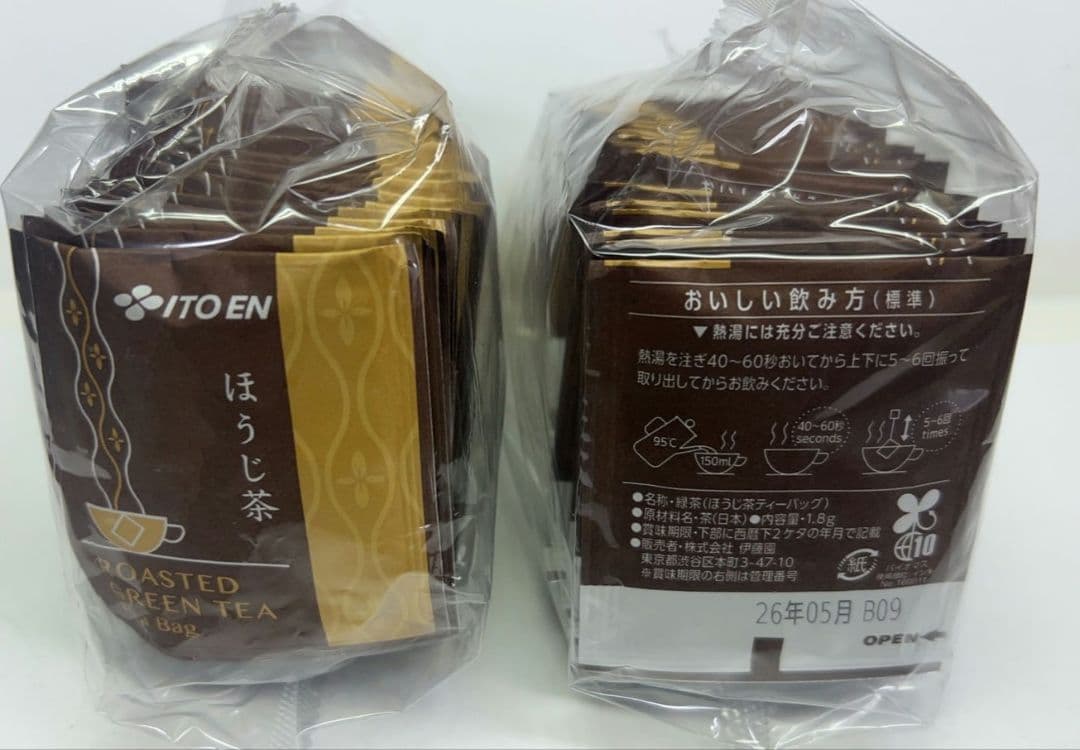 ITO EN
ほうじ茶
ROASTED
GREEN TEA
Bag
おいしい飲み方(標準)
▼熱湯には充分ご注意ください。
熱湯を注ぎ40〜60秒おいてから上下に5〜6回振って
取り出してからお飲みください。
95℃
150mL
40〜60秒
seconds
5〜6回
times
●名称・緑茶(ほうじ茶ティーバッグ)
●原材料名・茶(日本)●内容量・1.8g
●賞味期限・下部に西暦下2ケタの年月で記載
●販売者・株式会社 伊藤園
東京都渋谷区本町3-47-10
※賞味期限の右側は管理番号
紙
10
バイオマス
26年05月 B09
OPEN